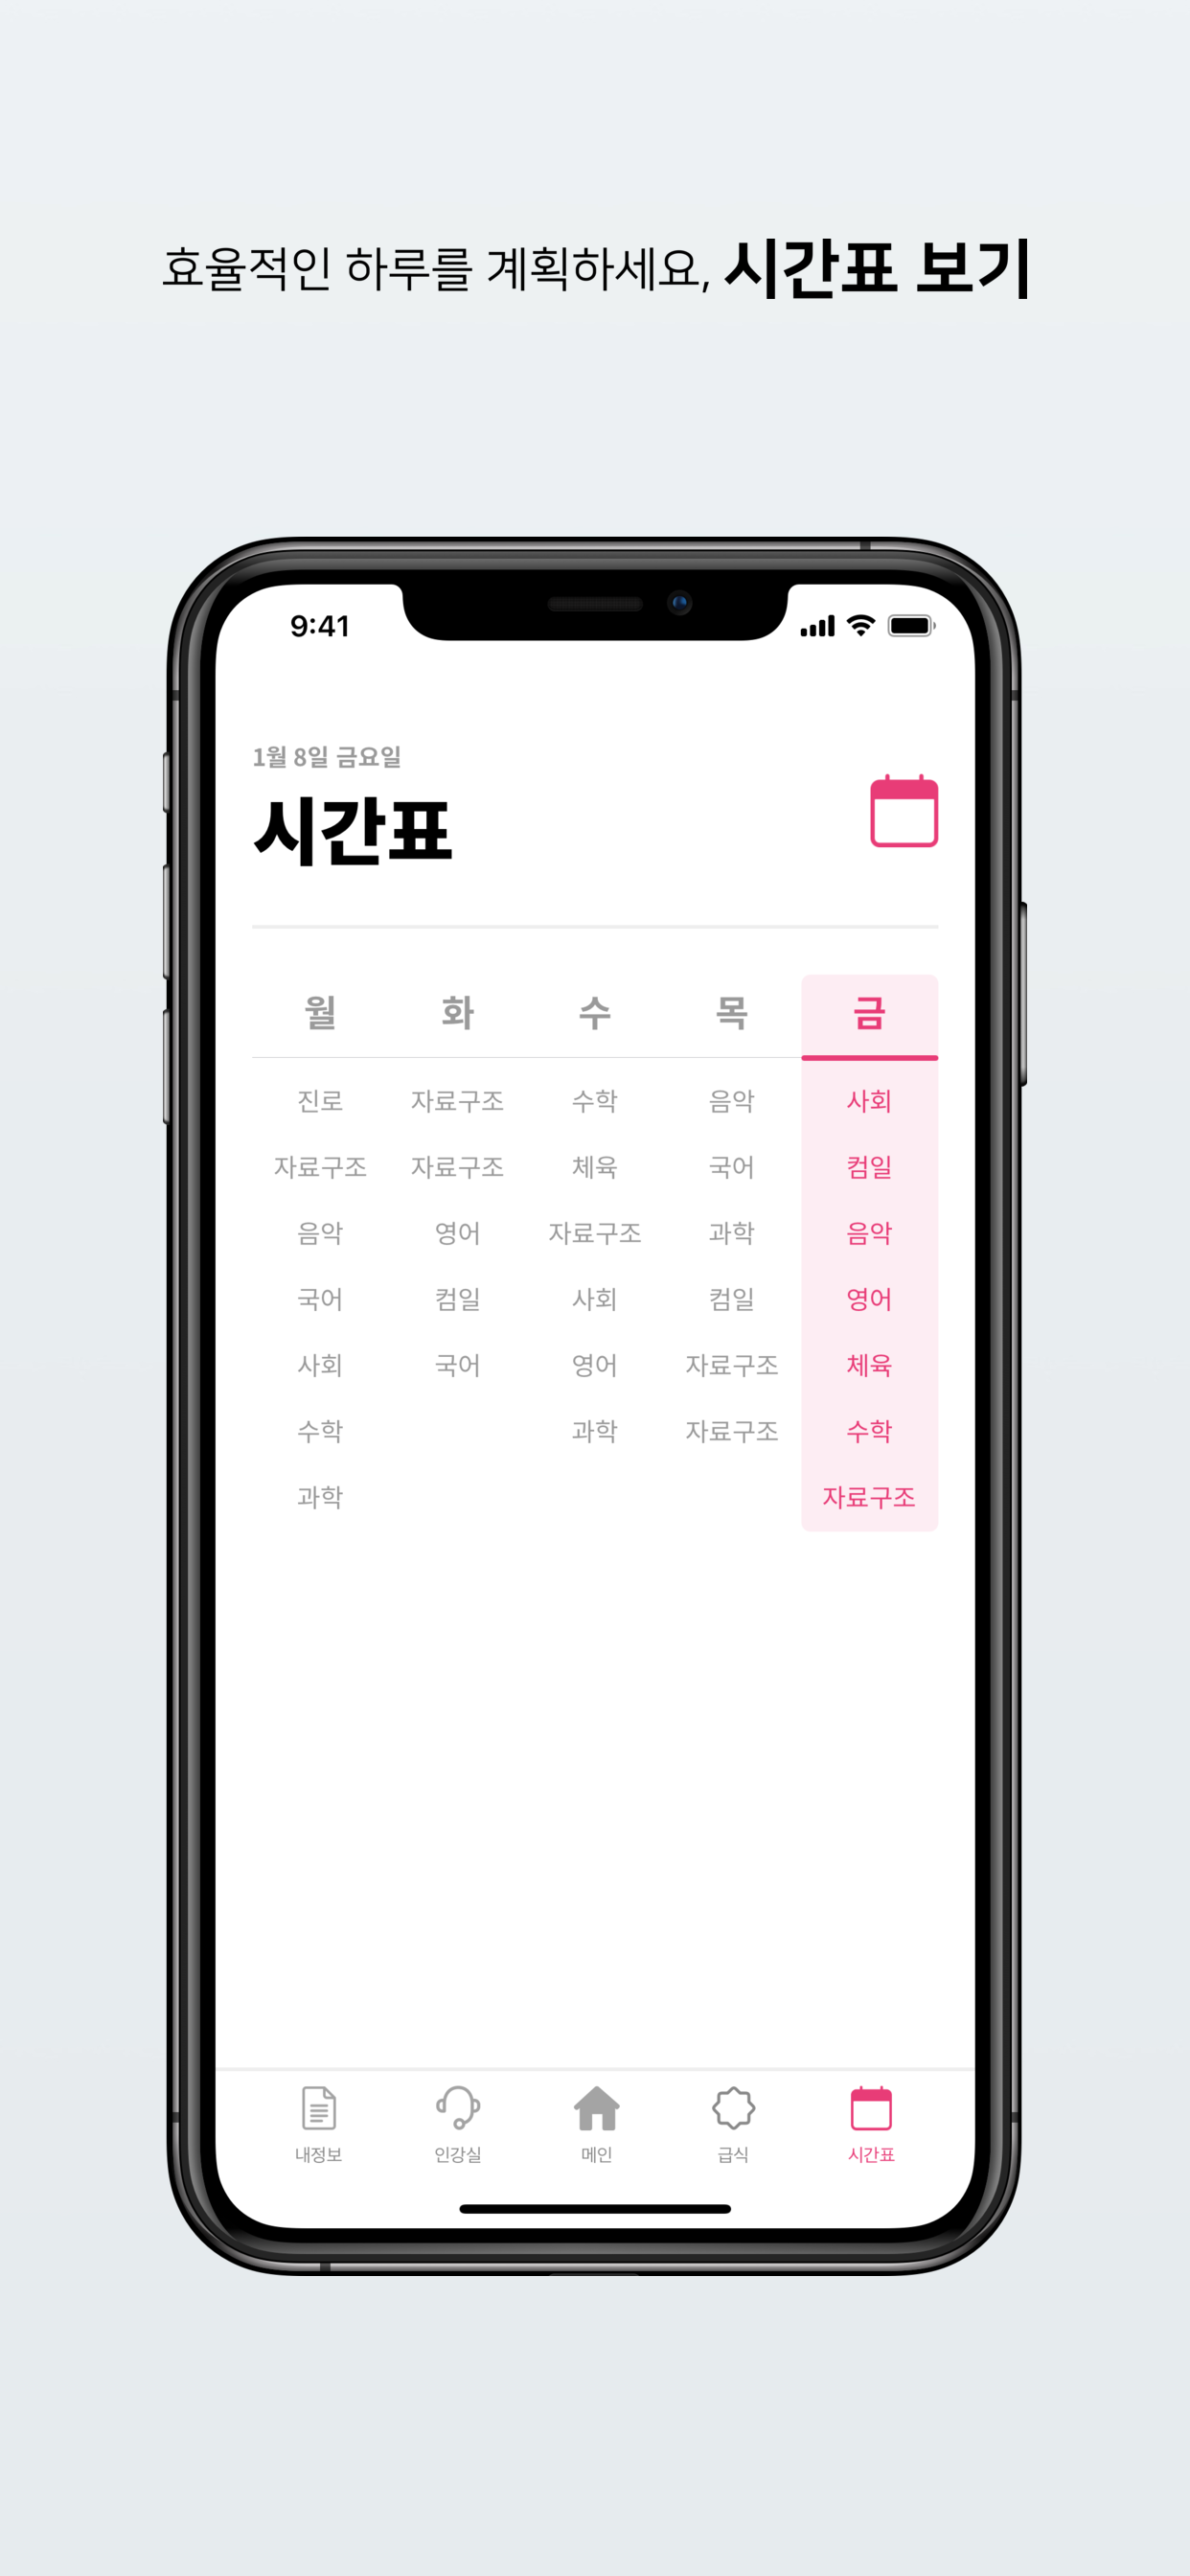 효율적인 하루를 계획하세요, 시간표 보기
9:41
1월 8일 금요일
시간표
월 화 수 목 금
진로 자료구조 수학 음악 사회
자료구조 자료구조 체육 국어 컴일
음악 영어 자료구조 과학 음악
국어 컴일 사회 컴일 영어
사회 국어 영어 자료구조 체육
수학 과학 자료구조 수학
과학 자료구조
내정보 인강실 메인 급식 시간표